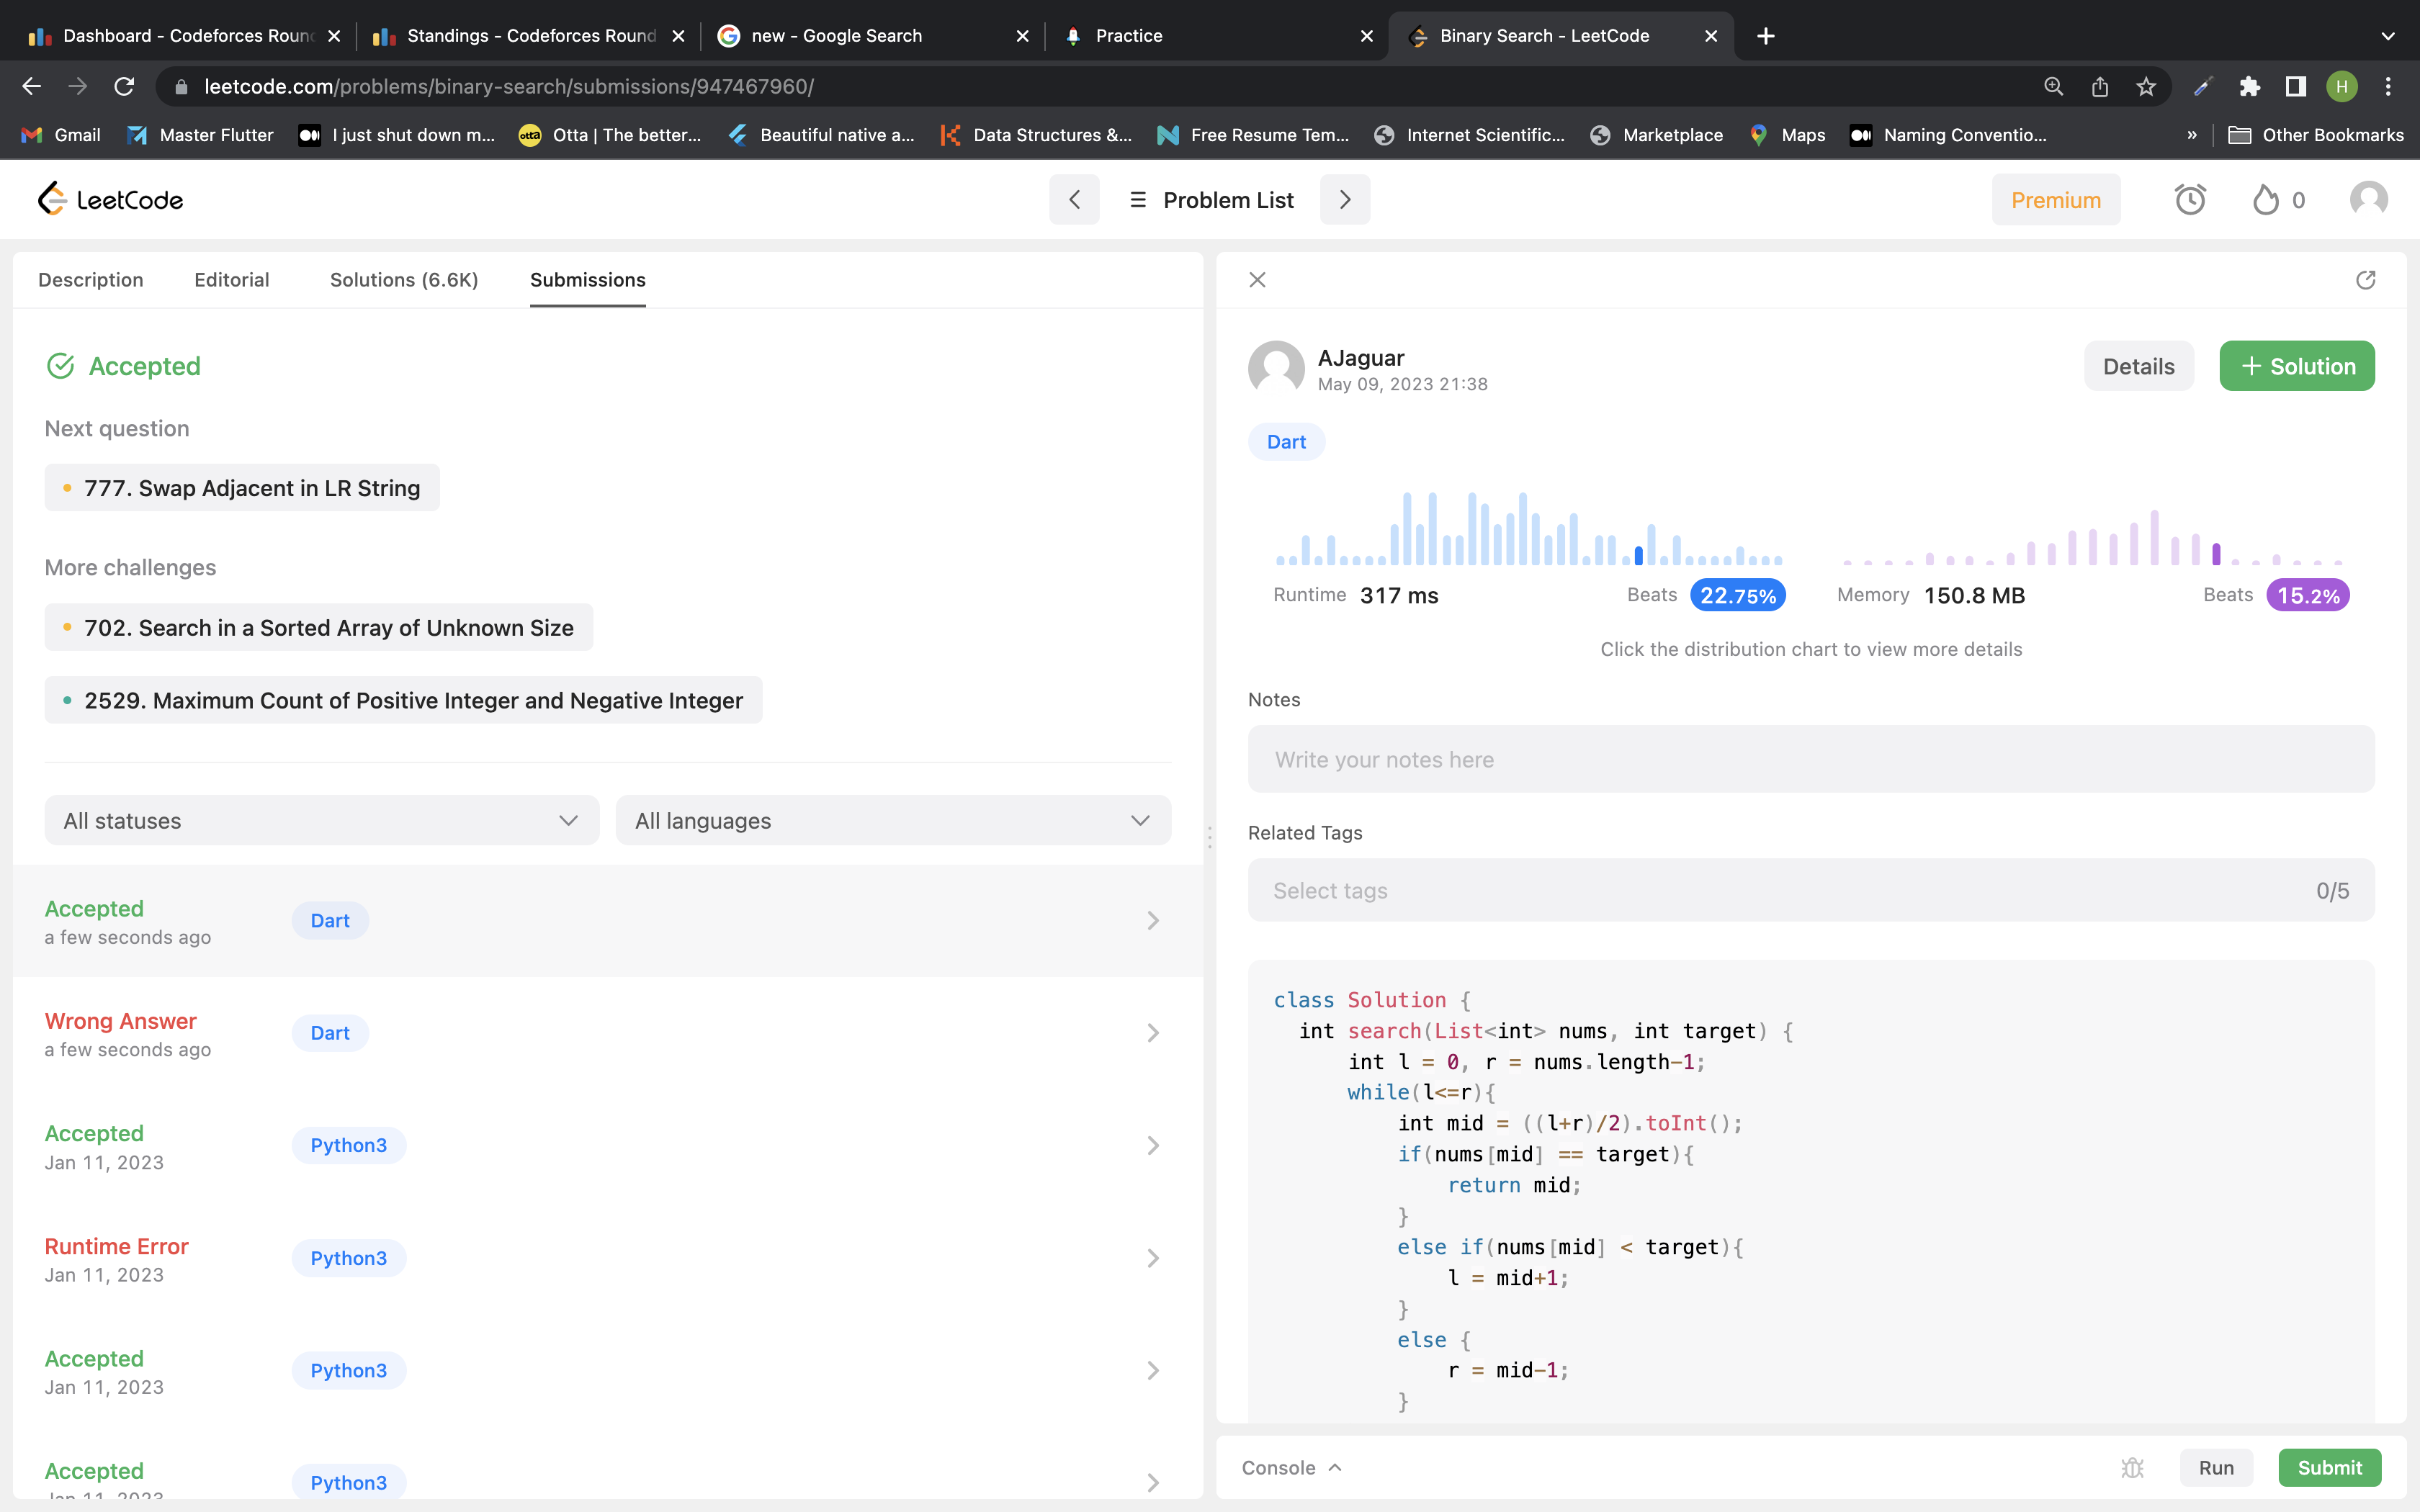 Dashboard - Codeforces Roun
Standings - Codeforces Round
new - Google Search
Practice
Binary Search - LeetCode
leetcode.com/problems/binary-search/submissions/947467960/
H
Gmail
Master Flutter
I just shut down m...
otta
Otta | The better...
Beautiful native a...
Data Structures &...
Free Resume Tem...
Internet Scientific...
Marketplace
Maps
Naming Conventio...
»
Other Bookmarks
LeetCode
Problem List
Premium
0
Description
Editorial
Solutions (6.6K)
Submissions
Accepted
Next question
777. Swap Adjacent in LR String
More challenges
702. Search in a Sorted Array of Unknown Size
2529. Maximum Count of Positive Integer and Negative Integer
All statuses
All languages
Accepted
a few seconds ago
Dart
Wrong Answer
a few seconds ago
Dart
Accepted
Jan 11, 2023
Python3
Runtime Error
Jan 11, 2023
Python3
Accepted
Jan 11, 2023
Python3
Accepted
Jan 11, 2023
Python3
AJaguar
May 09, 2023 21:38
Details
+ Solution
Dart
Runtime 317 ms
Beats 22.75%
Memory 150.8 MB
Beats 15.2%
Click the distribution chart to view more details
Notes
Write your notes here
Related Tags
Select tags
0/5
class Solution {
  int search(List<int> nums, int target) {
      int l = 0, r = nums.length-1;
      while(l<=r){
          int mid = ((l+r)/2).toInt();
          if(nums[mid] == target){
              return mid;
          }
          else if(nums[mid] < target){
              l = mid+1;
          }
          else {
              r = mid-1;
          }
Console
Run
Submit